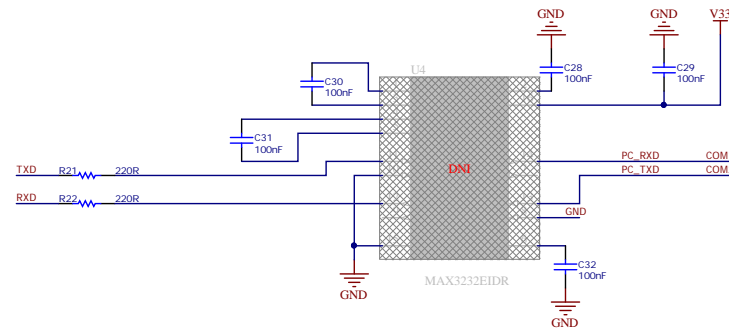 GND
GND
V33
C28
100nF
C29
100nF
U4
C30
100nF
C31
100nF
DNI
PC_RXD
COM
PC_TXD
COM
TXD
R21
220R
RXD
R22
220R
GND
C32
100nF
MAX3232EIDR
GND
GND